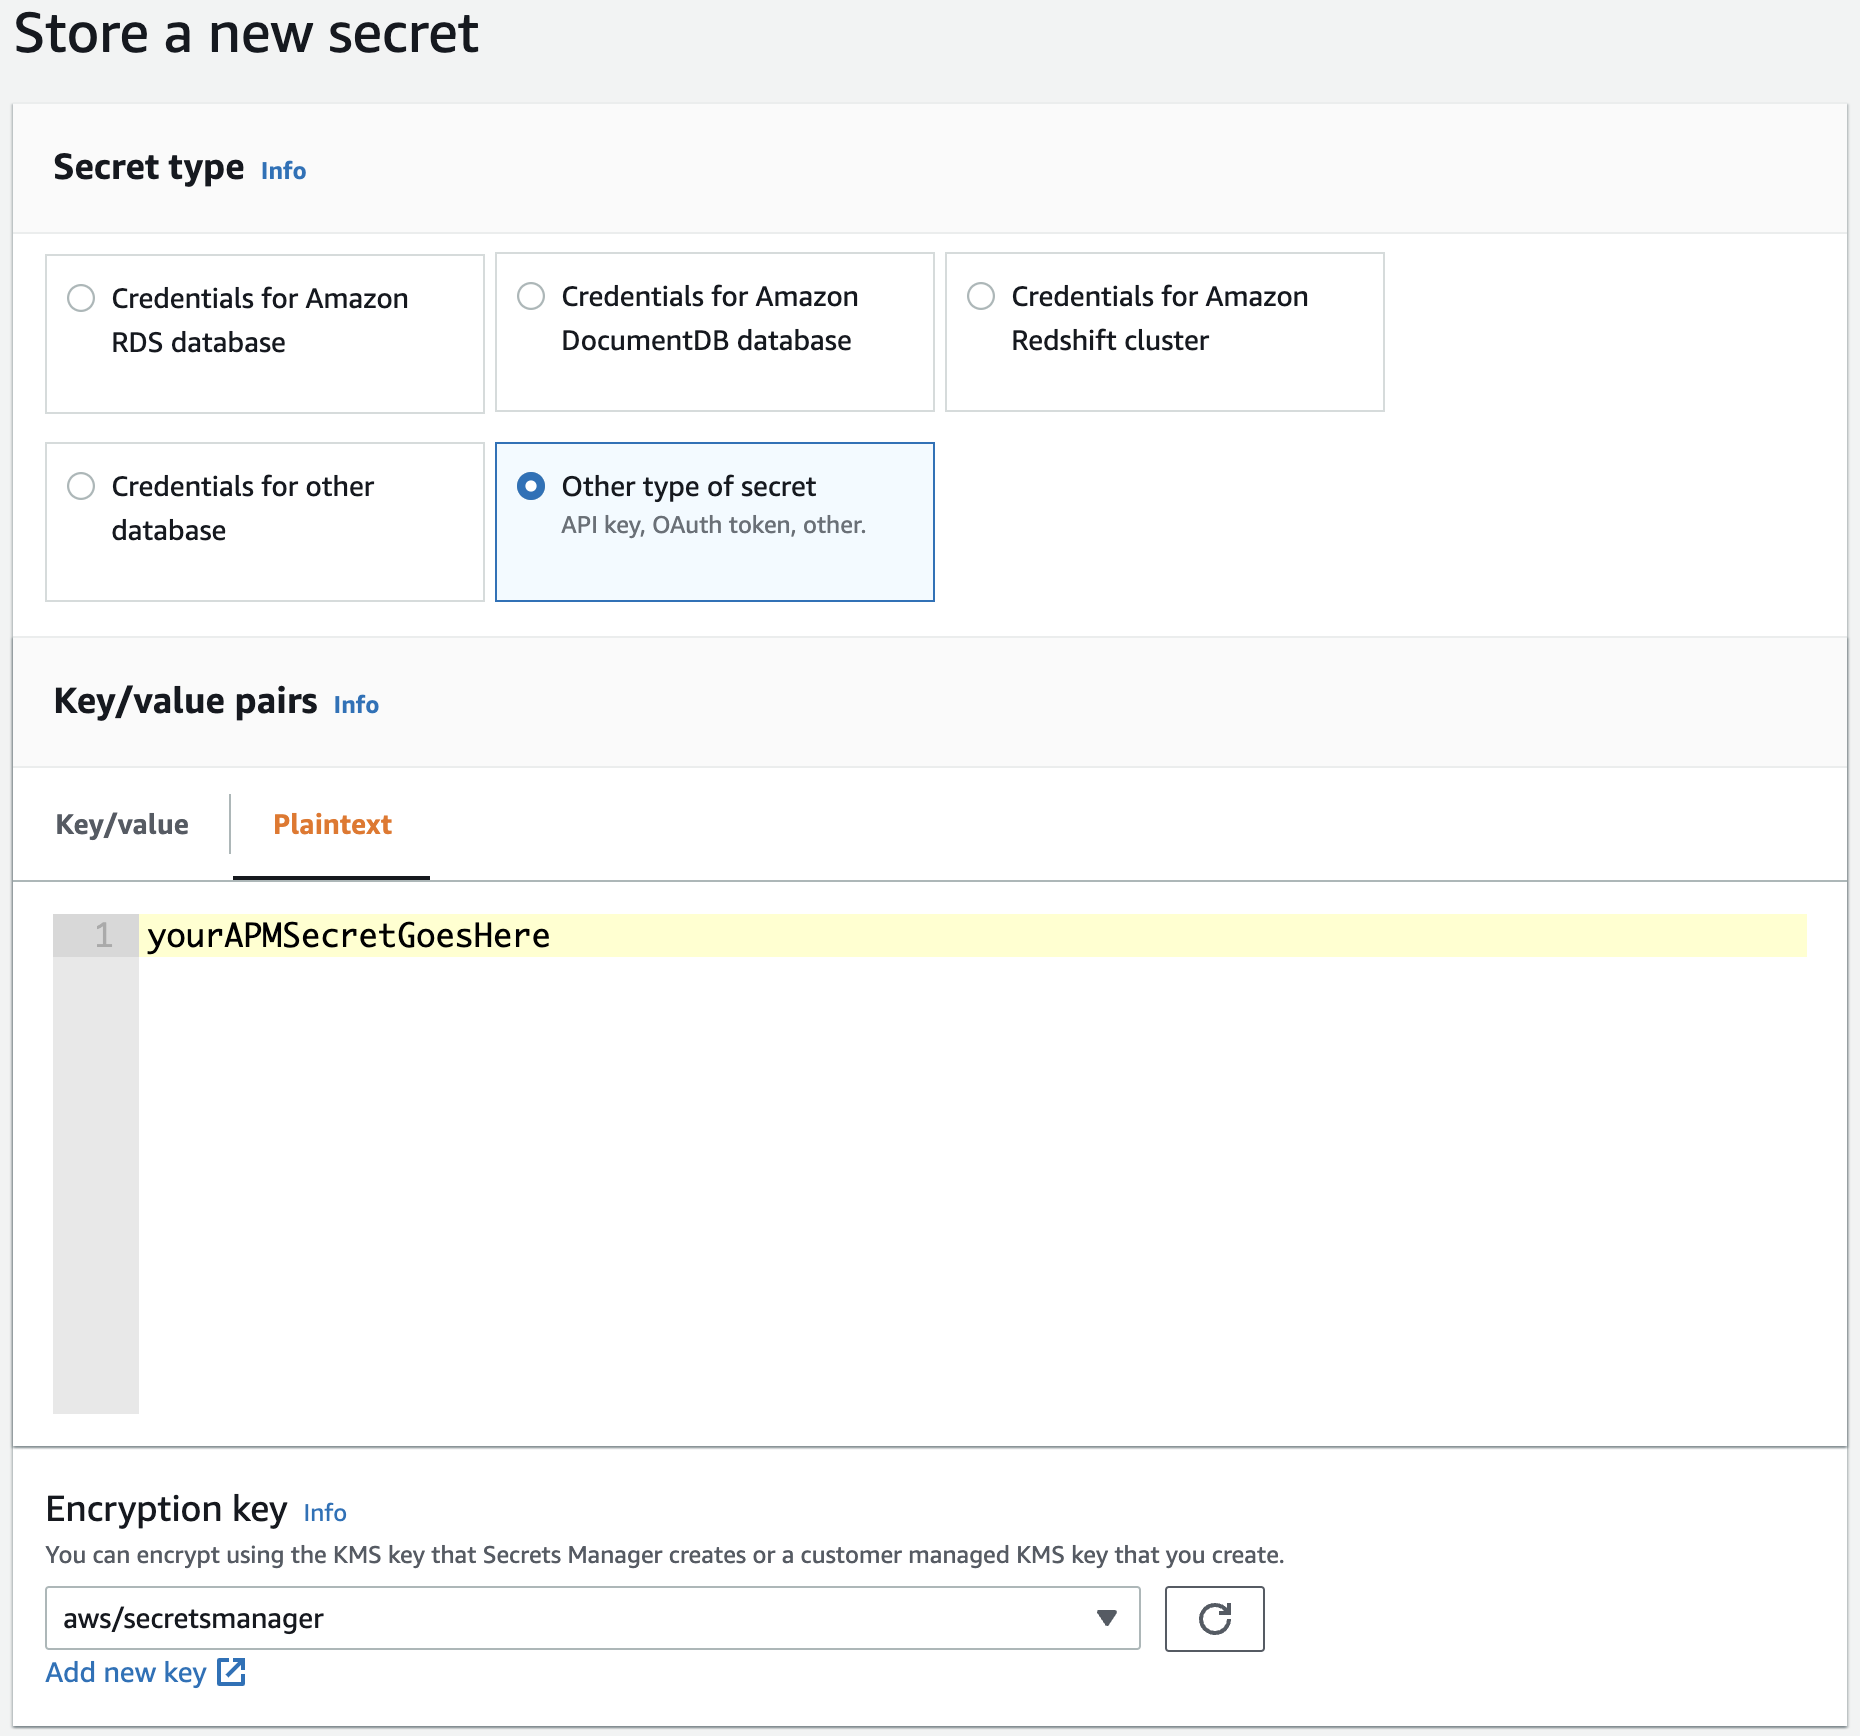 Store a new secret
Secret type Info
Credentials for Amazon
RDS database
Credentials for Amazon
DocumentDB database
Credentials for Amazon
Redshift cluster
Credentials for other
database
Other type of secret
API key, OAuth token, other.
Key/value pairs Info
Key/value
Plaintext
1 yourAPMSecretGoesHere
Encryption key Info
You can encrypt using the KMS key that Secrets Manager creates or a customer managed KMS key that you create.
aws/secretsmanager
Add new key